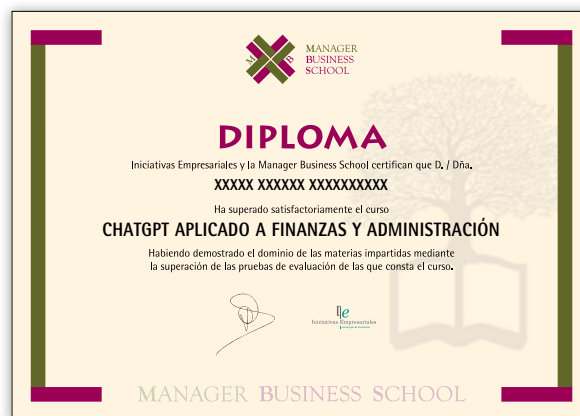 M B
MANAGER
BUSINESS
SCHOOL
DIPLOMA
Iniciativas Empresariales y la Manager Business School certifican que D. / Dña.
XXXXX XXXXXX XXXXXXXXXX
Ha superado satisfactoriamente el curso
CHATGPT APLICADO A FINANZAS Y ADMINISTRACIÓN
Habiendo demostrado el dominio de las materias impartidas mediante
la superación de las pruebas de evaluación de las que consta el curso.
Iniciativas Empresariales
MANAGER BUSINESS SCHOOL